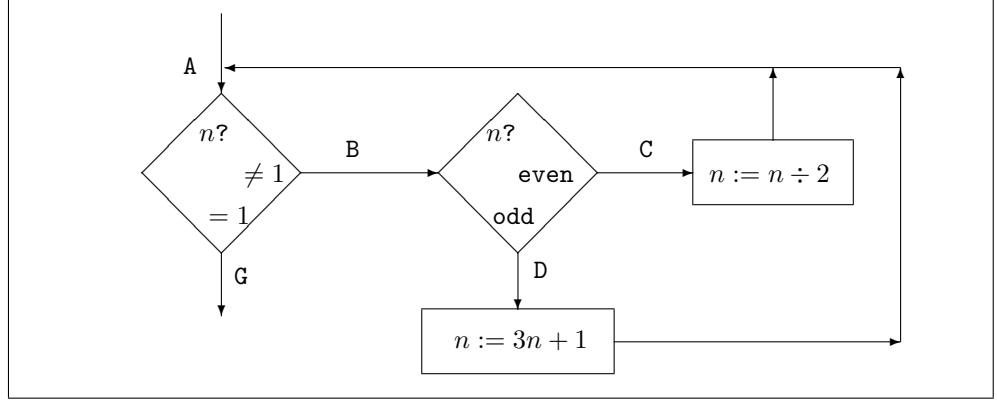 A
n?
≠ 1
= 1
B
n?
even
odd
C
n := n ÷ 2
G
D
n := 3n + 1